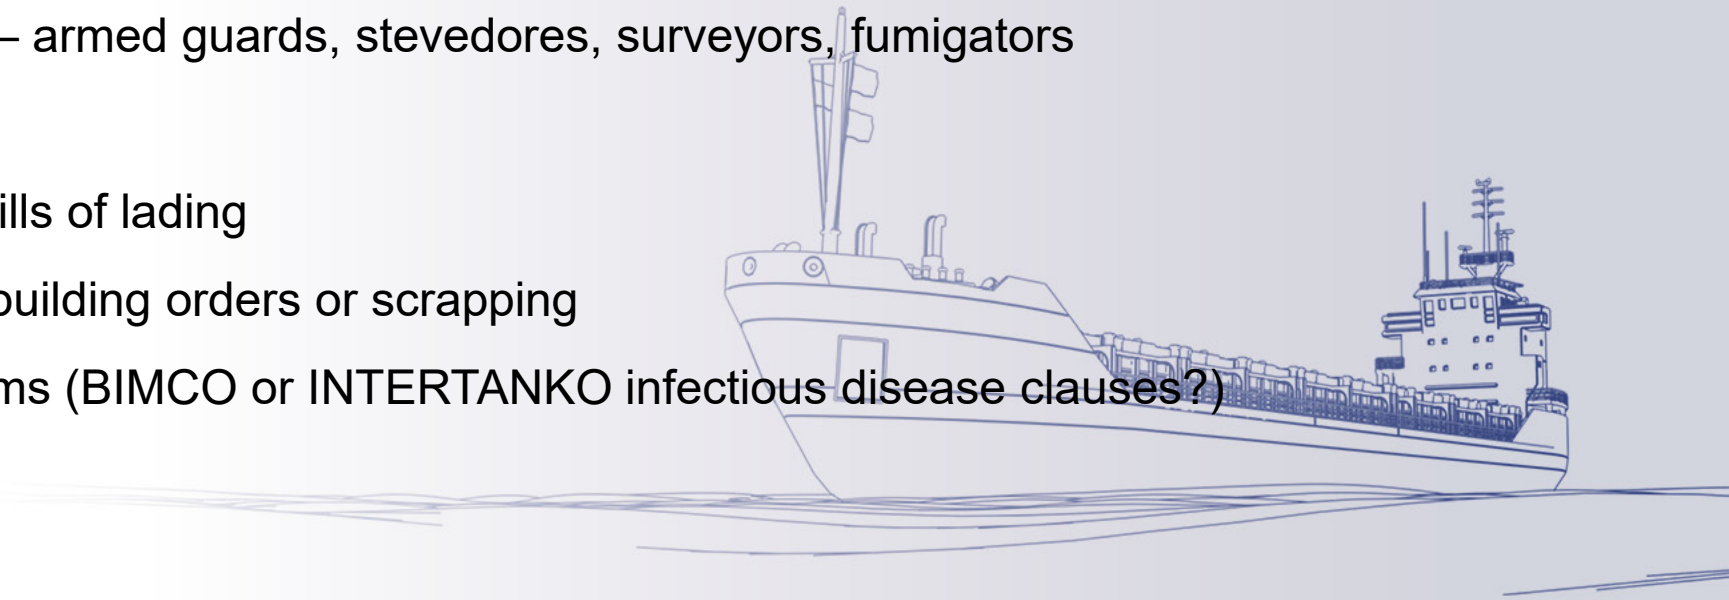 – armed guards, stevedores, surveyors, fumigators
ills of lading
building orders or scrapping
ms (BIMCO or INTERTANKO infectious disease clauses?)